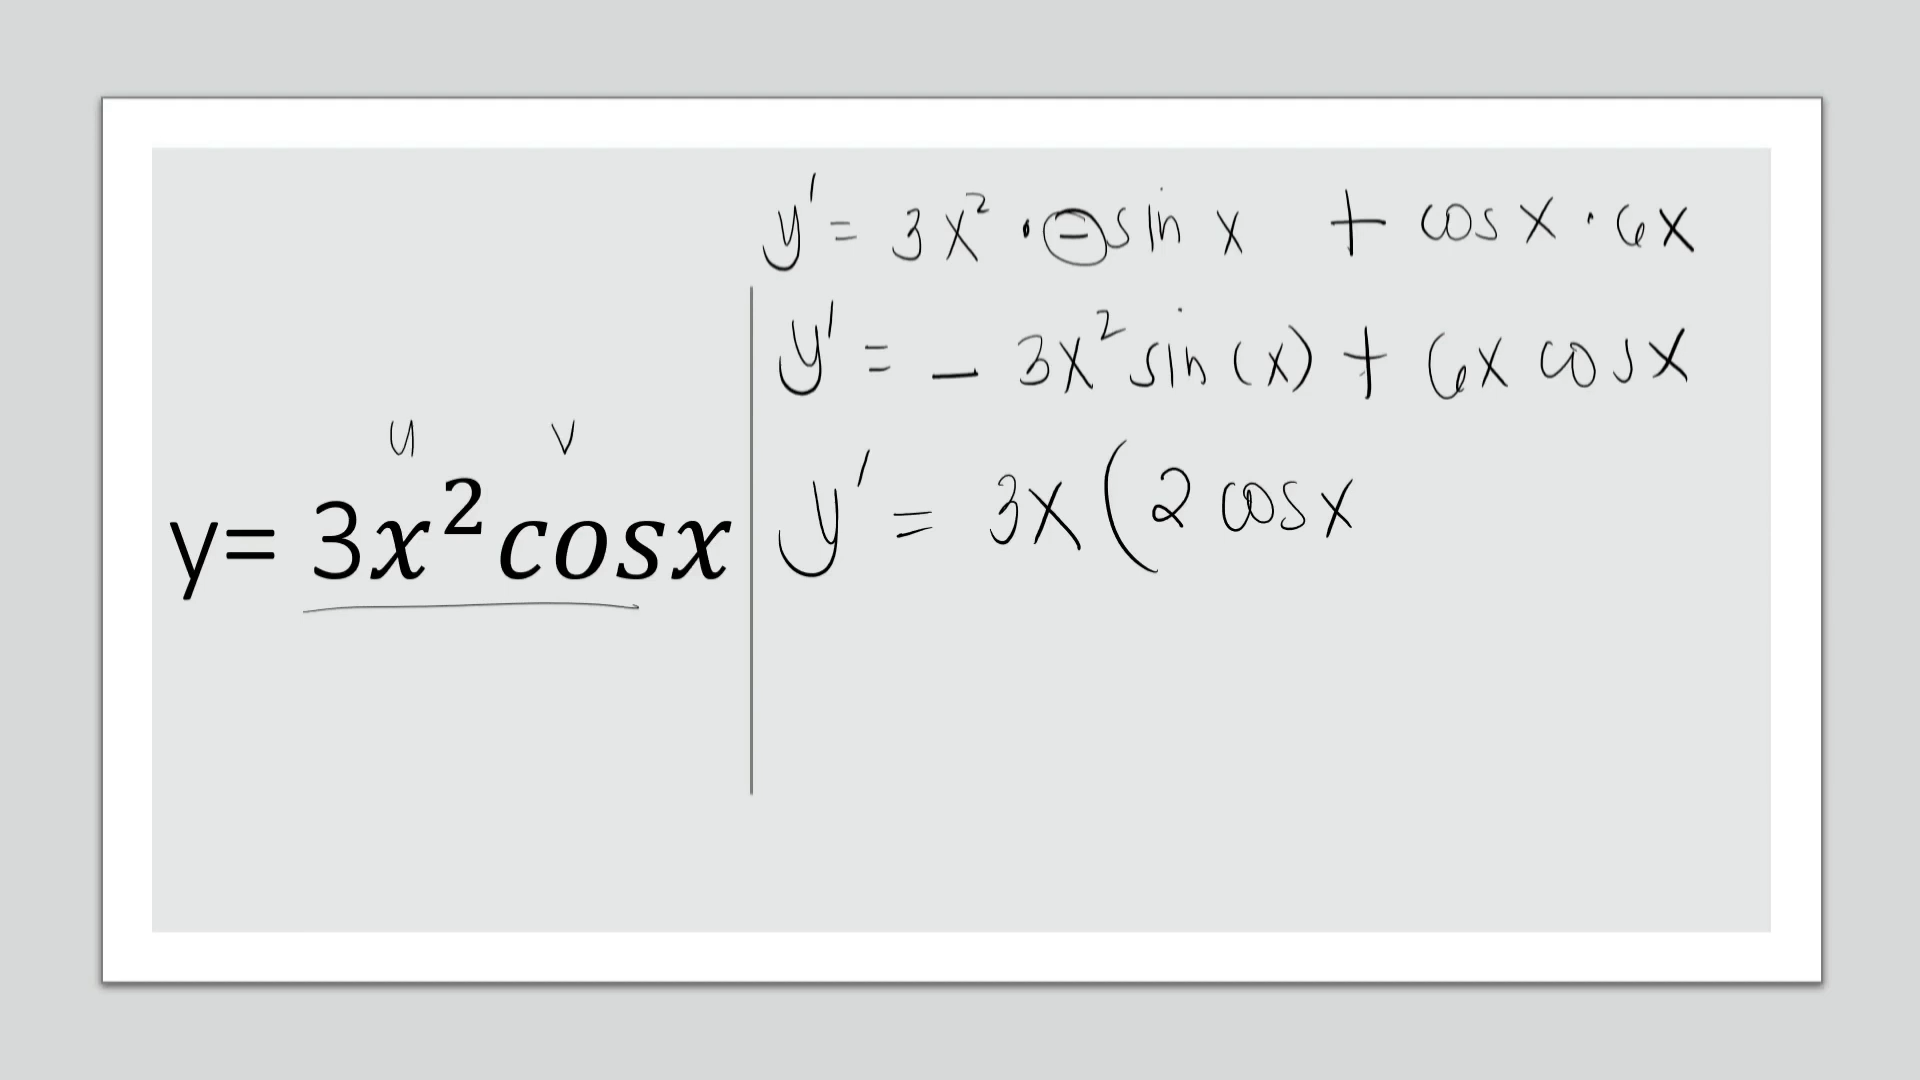 y' = 3x² · -sin x + cos x · 6x
y' = - 3x² sin(x) + 6x cos x
u v
y= 3x²cosx
y' = 3x (2 cos x